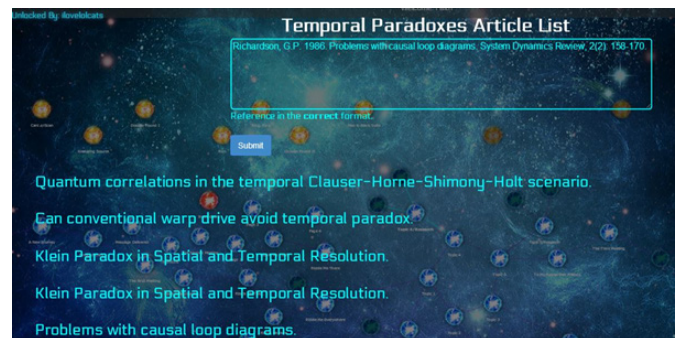 Unlocked By: ilovelolcats
Temporal Paradoxes Article List
Richardson, G.P. 1986. Problems with causal loop diagrams, System Dynamics Review, 2(2): 158-170.
Reference in the correct format.
Submit
Quantum correlations in the temporal Clauser-Horne-Shimony-Holt scenario.
Can conventional warp drive avoid temporal paradox.
Klein Paradox in Spatial and Temporal Resolution.
Klein Paradox in Spatial and Temporal Resolution.
Problems with causal loop diagrams.